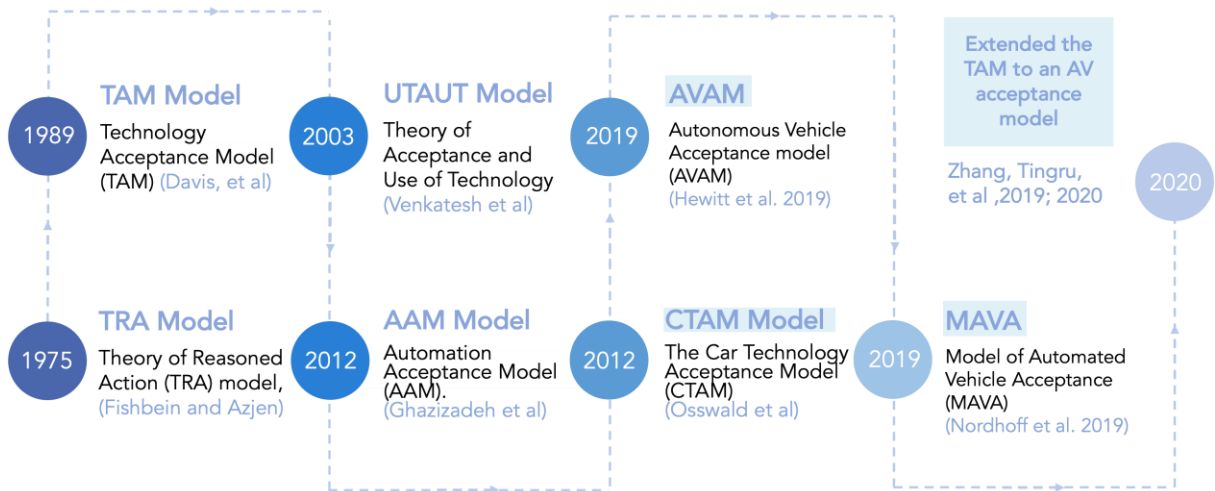 1989
TAM Model
Technology
Acceptance Model
(TAM) (Davis, et al)
2003
UTAUT Model
Theory of
Acceptance and
Use of Technology
(Venkatesh et al)
2019
AVAM
Autonomous Vehicle
Acceptance model
(AVAM)
(Hewitt et al. 2019)
Extended the
TAM to an AV
acceptance
model
Zhang, Tingru,
et al ,2019; 2020
2020
1975
TRA Model
Theory of Reasoned
Action (TRA) model,
(Fishbein and Azjen)
2012
AAM Model
Automation
Acceptance Model
(AAM).
(Ghazizadeh et al)
2012
CTAM Model
The Car Technology
Acceptance Model
(CTAM)
(Osswald et al)
2019
MAVA
Model of Automated
Vehicle Acceptance
(MAVA)
(Nordhoff et al. 2019)